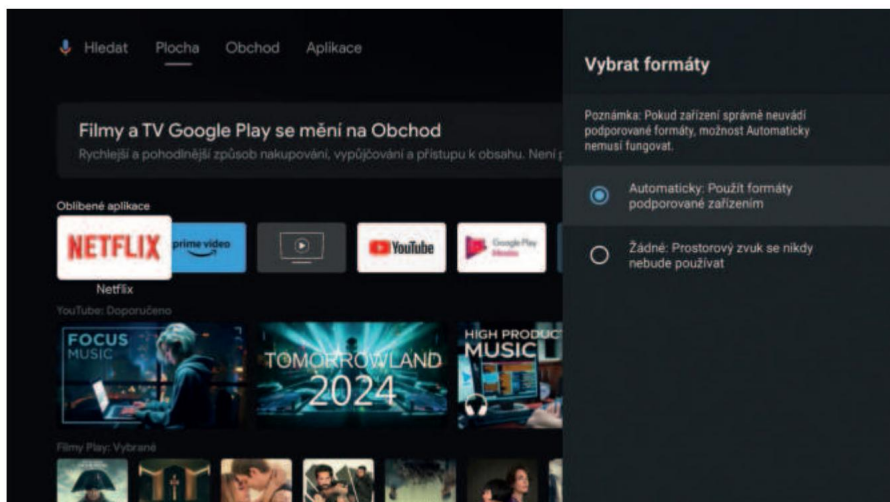 Hledat Plocha Obchod Aplikace
Filmy a TV Google Play se mění na Obchod
Rychlejší a pohodlnější způsob nakupování, vypůjčování a přístupu k obsahu. Není
Oblíbené aplikace
NETFLIX
prime video
YouTube
Google Play
Movies
Netflix
YouTube: Doporučeno
FOCUS
MUSIC
TOMORROWLAND
2024
HIGH PRODUC
MUSIC
Filmy Play: Vybrané
Vybrat formáty
Poznámka: Pokud zařízení správně neuvádí
podporované formáty, možnost Automaticky
nemusí fungovat.
Automaticky: Použít formáty
podporované zařízením
Žádné: Prostorový zvuk se nikdy
nebude používat